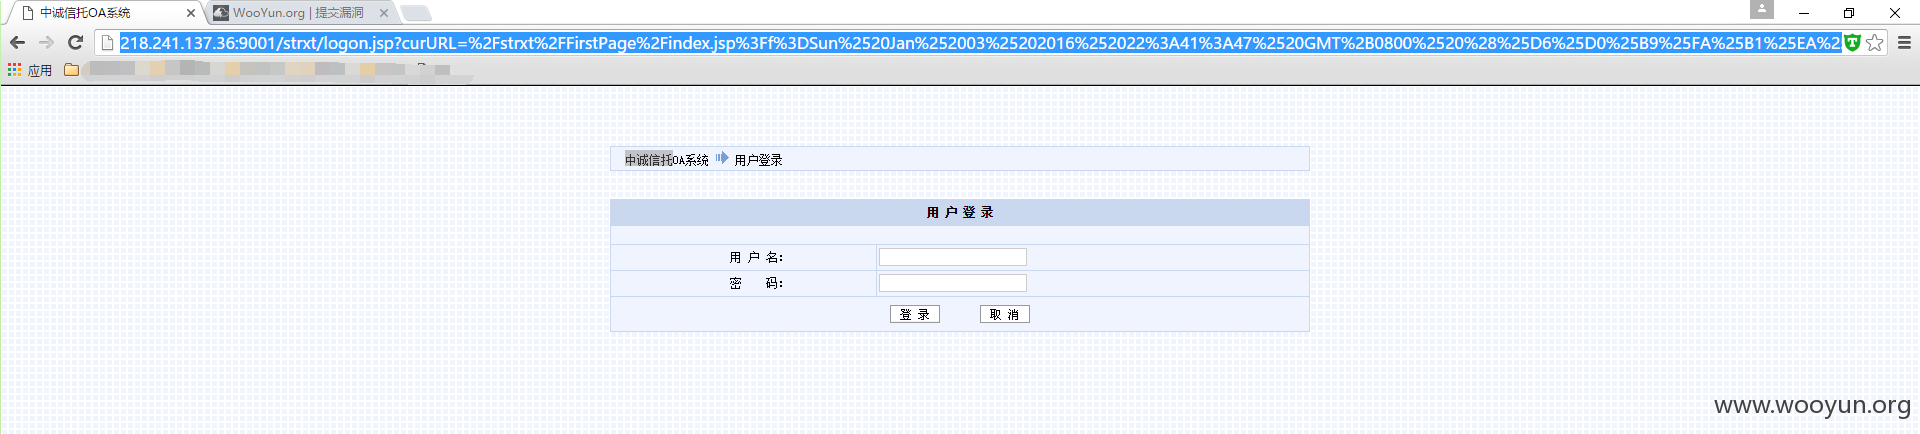 中诚信托OA系统
WooYun.org | 提交漏洞
218.241.137.36:9001/strxt/logon.jsp?curURL=%2Fstrxt%2FFirstPage%2Findex.jsp%3Ff%3DSun%2520Jan%252003%25202016%252022%3A41%3A47%2520GMT%2B0800%2520%28%25D6%25D0%25B9%25FA%25B1%25EA%2
应用
中诚信托OA系统 用户登录
用 户 登 录
用 户 名:
密 码:
登 录 取 消
www.wooyun.org